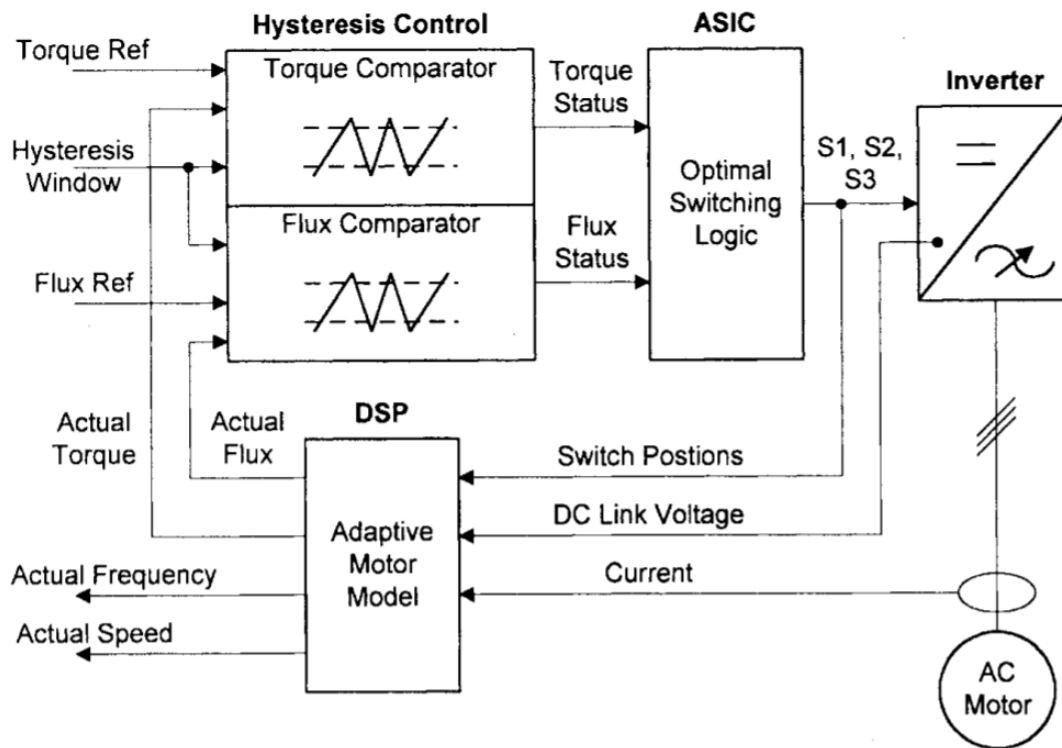 Hysteresis Control
ASIC
Torque Ref
Torque Comparator
Torque
Status
Inverter
Hysteresis
Window
Optimal
Switching
Logic
S1, S2,
S3
Flux Comparator
Flux
Status
Flux Ref
Actual
Torque
Actual
Flux
DSP
Switch Postions
DC Link Voltage
Adaptive
Motor
Model
Current
Actual Frequency
Actual Speed
AC
Motor